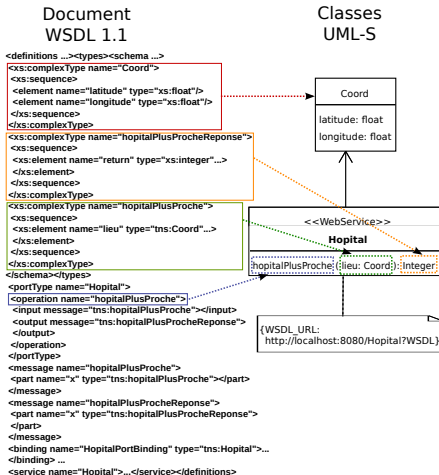 Document
WSDL 1.1
<definitions ...><types><schema ...>
<xs:complexType name="Coord">
<xs:sequence>
<element name="latitude" type="xs:float"/>
<element name="longitude" type="xs:float"/>
</xs:sequence>
</xs:complexType>
<xs:complexType name="hopitalPlusProcheReponse">
<xs:sequence>
<xs:element name="return" type="xs:integer"...>
</xs:element>
</xs:sequence>
</xs:complexType>
<xs:complexType name="hopitalPlusProche">
<xs:sequence>
<xs:element name="lieu" type="tns:Coord"...>
</xs:element>
</xs:sequence>
</xs:complexType>
</schema></types>
<portType name="Hopital">
<operation name="hopitalPlusProche">
<input message="tns:hopitalPlusProche"></input>
<output message="tns:hopitalPlusProcheReponse">
</output>
</operation>
</portType>
<message name="hopitalPlusProche">
<part name="x" type="tns:hopitalPlusProche"></part>
</message>
<message name="hopitalPlusProcheReponse">
<part name="x" type="tns:hopitalPlusProcheReponse">
</part>
</message>
<binding name="HopitalPortBinding" type="tns:Hopital">...
</binding> ...
<service name="Hopital">...</service></definitions>
Classes
UML-S
Coord
latitude: float
longitude: float
<<WebService>>
Hopital
hopitalPlusProche (lieu: Coord): Integer
{WSDL_URL:
http://localhost:8080/Hopital?WSDL}